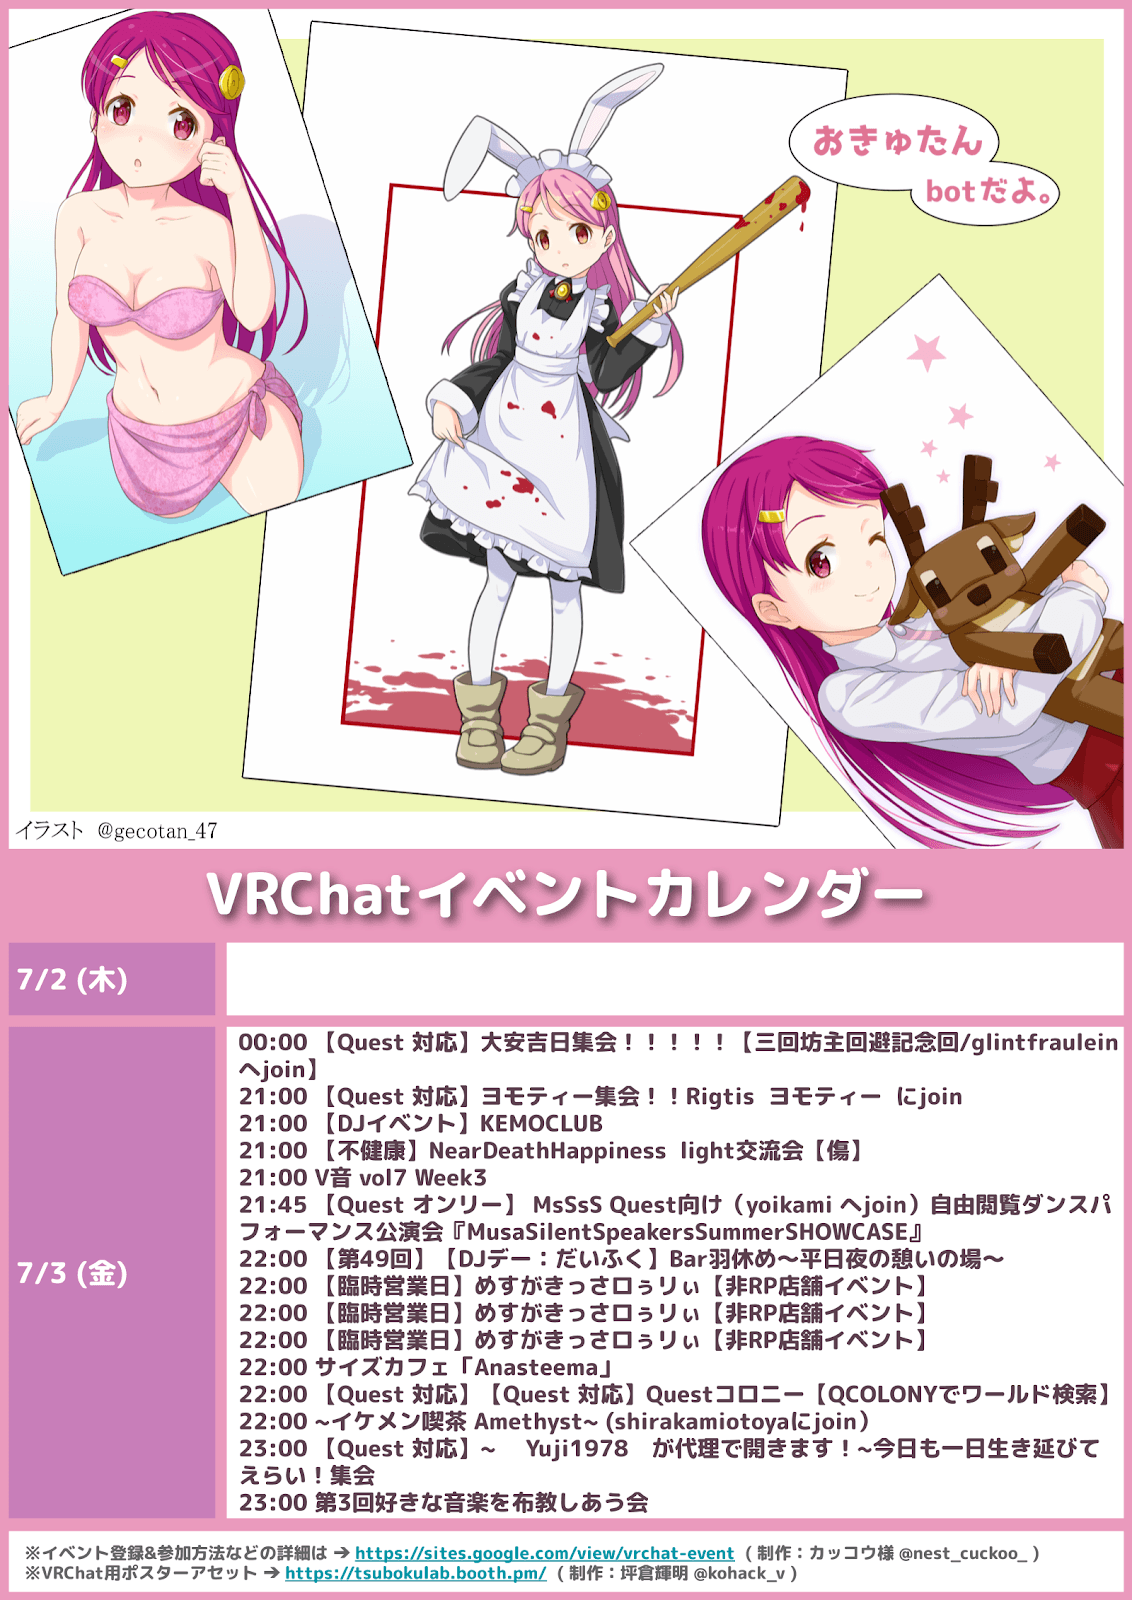 おきゅたん
botだよ。
イラスト @gecotan_47
VRChatイベントカレンダー
7/2 (木)
7/3 (金)
00:00 【Quest 対応】大安吉日集会！！！！！【三回坊主回避記念回/glintfraulein
へjoin】
21:00 【Quest 対応】ヨモティー集会！！Rigtis ヨモティー にjoin
21:00 【DJイベント】KEMOCLUB
21:00 【不健康】NearDeathHappiness light交流会【傷】
21:00 V音 vol7 Week3
21:45 【Quest オンリー】 MsSsS Quest向け（yoikami へjoin）自由閲覧ダンスパ
フォーマンス公演会『MusaSilentSpeakersSummerSHOWCASE』
22:00 【第49回】【DJデー：だいふく】Bar羽休め～平日夜の憩いの場～
22:00 【臨時営業日】めすがきっさロぅリぃ【非RP店舗イベント】
22:00 【臨時営業日】めすがきっさロぅリぃ【非RP店舗イベント】
22:00 【臨時営業日】めすがきっさロぅリぃ【非RP店舗イベント】
22:00 サイズカフェ「Anasteema」
22:00 【Quest 対応】【Quest 対応】Questコロニー【QCOLONYでワールド検索】
22:00 ~イケメン喫茶 Amethyst~ (shirakamiotoyaにjoin）
23:00 【Quest 対応】~　Yuji1978　が代理で開きます！~今日も一日生き延びて
えらい！集会
23:00 第3回好きな音楽を布教しあう会
※イベント登録&参加方法などの詳細は → https://sites.google.com/view/vrchat-event ( 制作：カッコウ様 @nest_cuckoo_ )
※VRChat用ポスターアセット → https://tsubokulab.booth.pm/ ( 制作：坪倉輝明 @kohack_v )